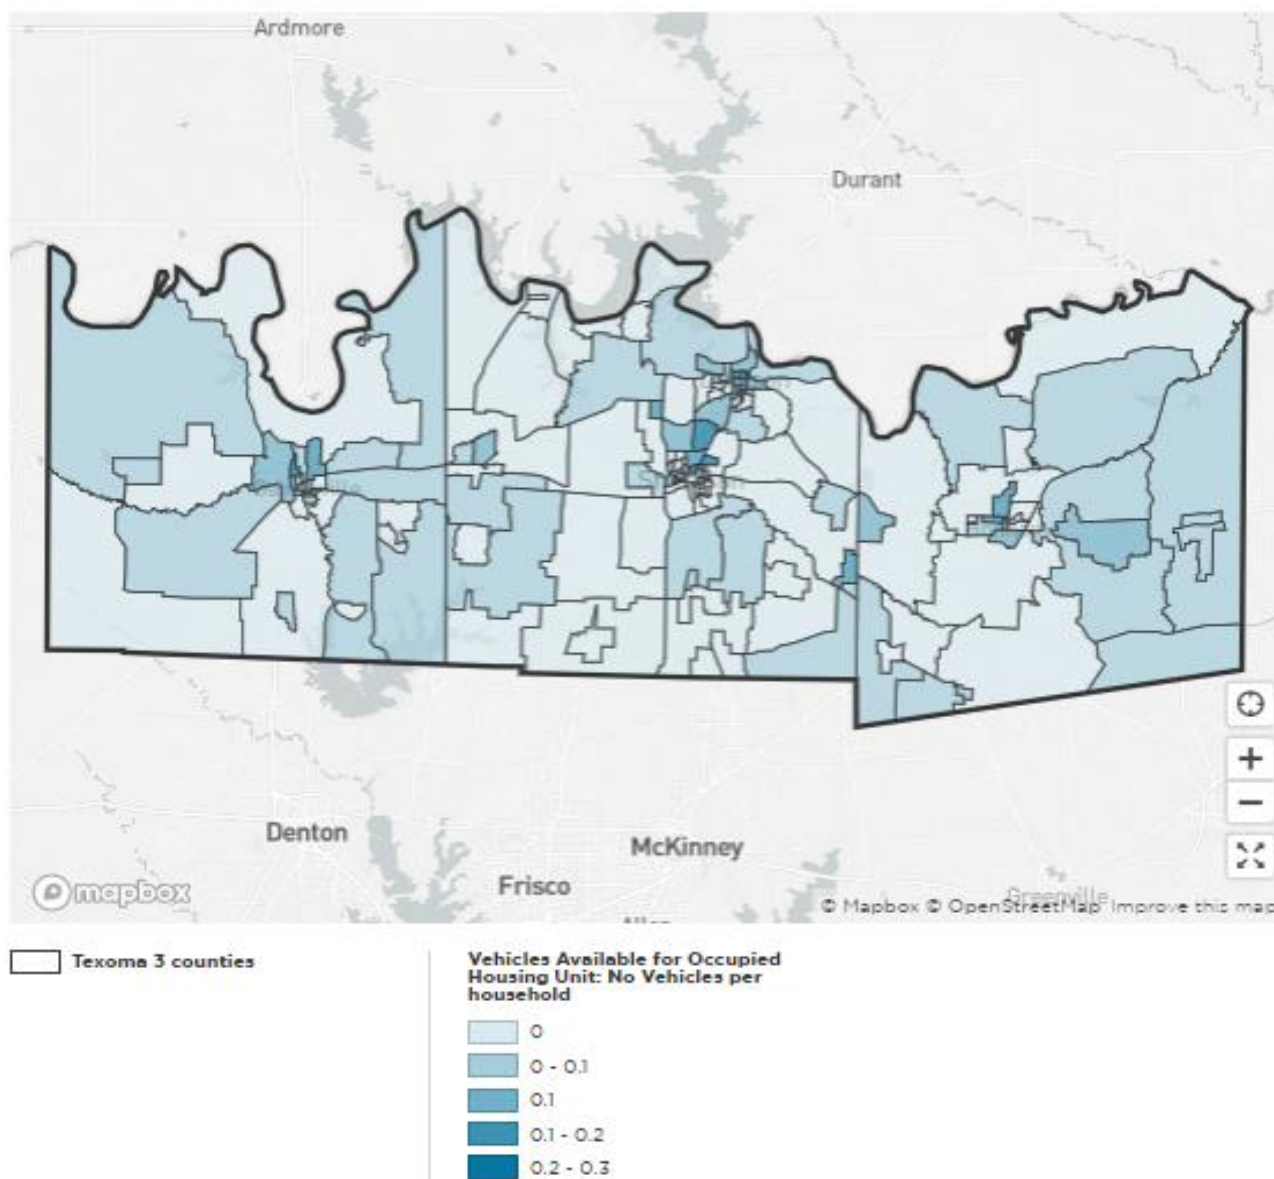 Ardmore
Durant
Denton
McKinney
Frisco
mapbox
Greenville
© Mapbox © OpenStreetMap Improve this map
Texoma 3 counties
Vehicles Available for Occupied
Housing Unit: No Vehicles per
household
0
0 - 0.1
0.1
0.1 - 0.2
0.2 - 0.3